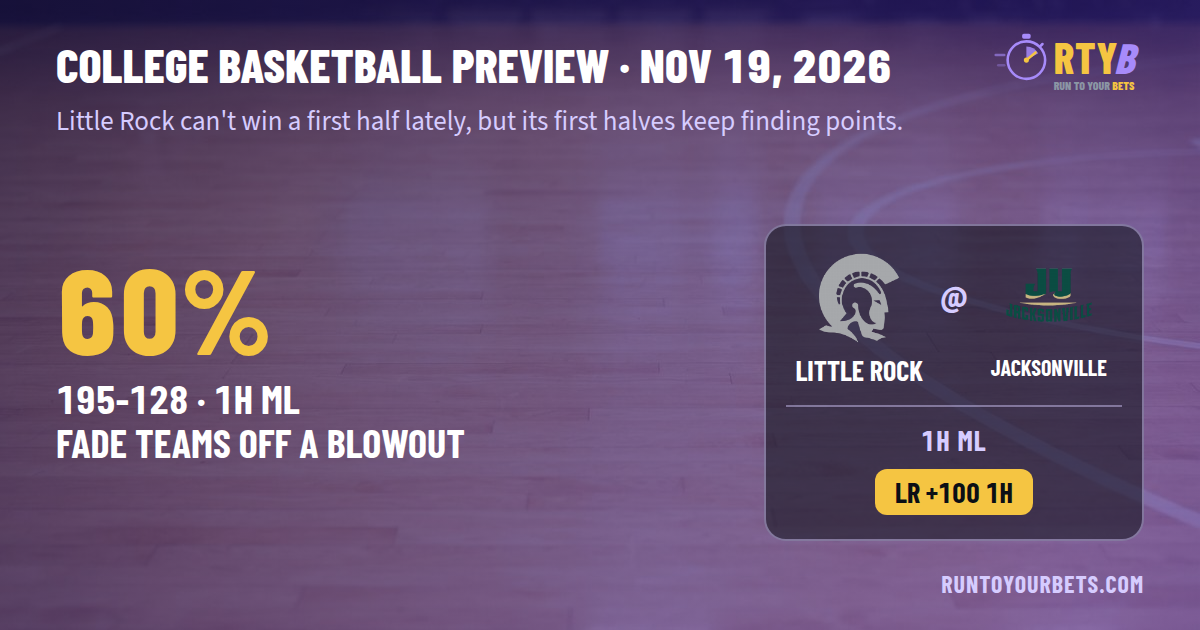 COLLEGE BASKETBALL PREVIEW · NOV 19, 2026
Little Rock can't win a first half lately, but its first halves keep finding points.
RTYB
RUN TO YOUR BETS
60%
195-128 · 1H ML
FADE TEAMS OFF A BLOWOUT
@
JU
JACKSONVILLE
LITTLE ROCK
JACKSONVILLE
1H ML
LR +100 1H
RUNTOYOURBETS.COM